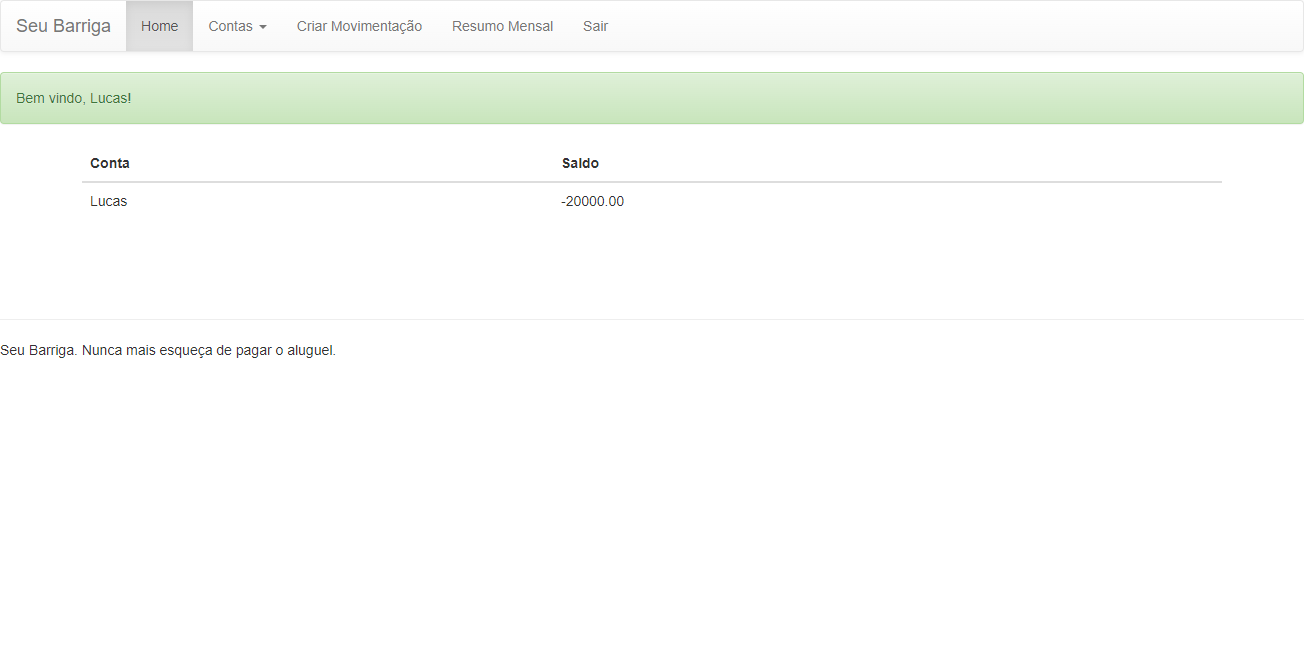 Seu Barriga Home Contas Criar Movimentação Resumo Mensal Sair
Bem vindo, Lucas!
Conta Saldo
Lucas -20000.00
Seu Barriga. Nunca mais esqueça de pagar o aluguel.